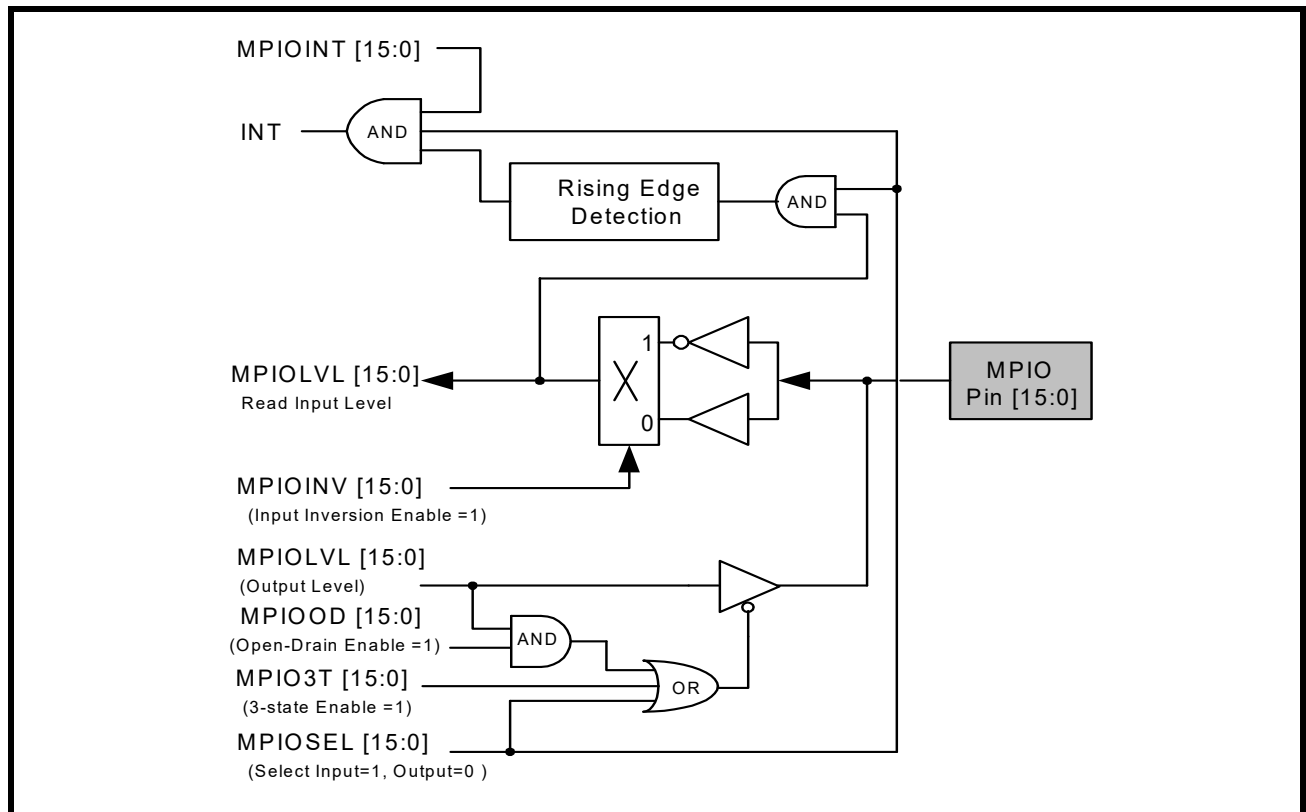 MPIOINT [15:0]
INT
AND
Rising Edge
Detection
AND
MPIOLVL [15:0]
Read Input Level
1
0
MPIO
Pin [15:0]
MPIOINV [15:0]
(Input Inversion Enable =1)
MPIOLVL [15:0]
(Output Level)
MPIOOD [15:0]
(Open-Drain Enable =1)
AND
MPIO3T [15:0]
(3-state Enable =1)
OR
MPIOSEL [15:0]
(Select Input=1, Output=0 )